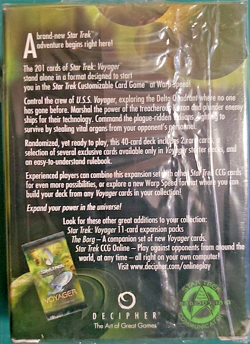 A brand-new Star Trek
adventure begins right here!
The 201 cards of Star Trek: Voyager
stand alone in a format designed to start
you in the Star Trek Customizable Card Game
at Warp Speed!
Control the crew of U.S.S. Voyager, exploring the Delta Quadrant where no one
has gone before. Marshal the power of the treacherous Kazon and plunder enemy
ships for their technology. Command the plague-ridden Vidiians, fighting to
survive by stealing vital organs from your opponent's personnel.
Randomized, yet ready to play, this 40-card deck includes 2 rare cards, a
selection of several exclusive cards available only in Voyager starter packs, and
an easy-to-understand rulebook.
Experienced players can combine this expansion set with other Star Trek CCG cards
for even more possibilities, or explore a new Warp Speed format where you can
build your deck from any Voyager cards in your collection!
Expand your power in the universe!
Look for these other great additions to your collection:
Star Trek: Voyager 11-card expansion packs
The Borg – A companion set of new Voyager cards.
Star Trek CCG Online – Play against opponents from around the
world, at any time – all right on your own computer!
Visit www.decipher.com/onlineplay
VOYAGER
DECIPHER
The Art of Great Games